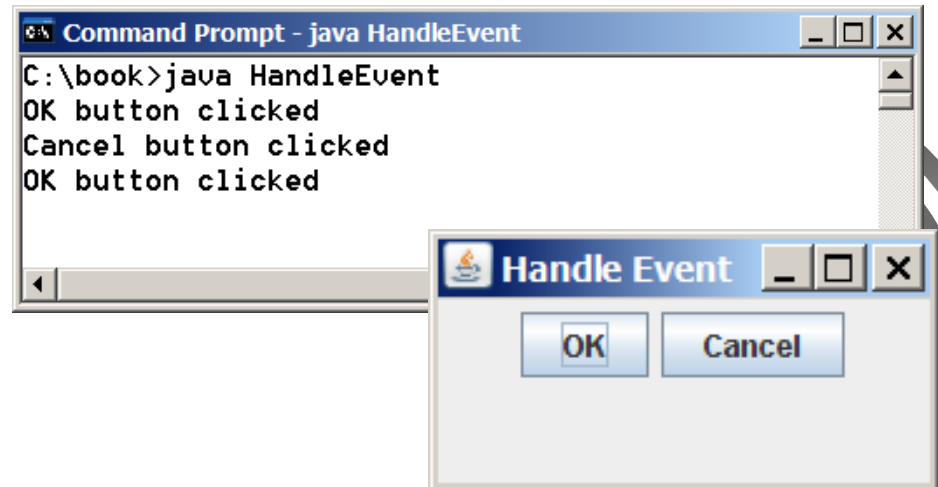 Command Prompt - java HandleEvent
C:\book>java HandleEvent
OK button clicked
Cancel button clicked
OK button clicked
Handle Event
OK Cancel